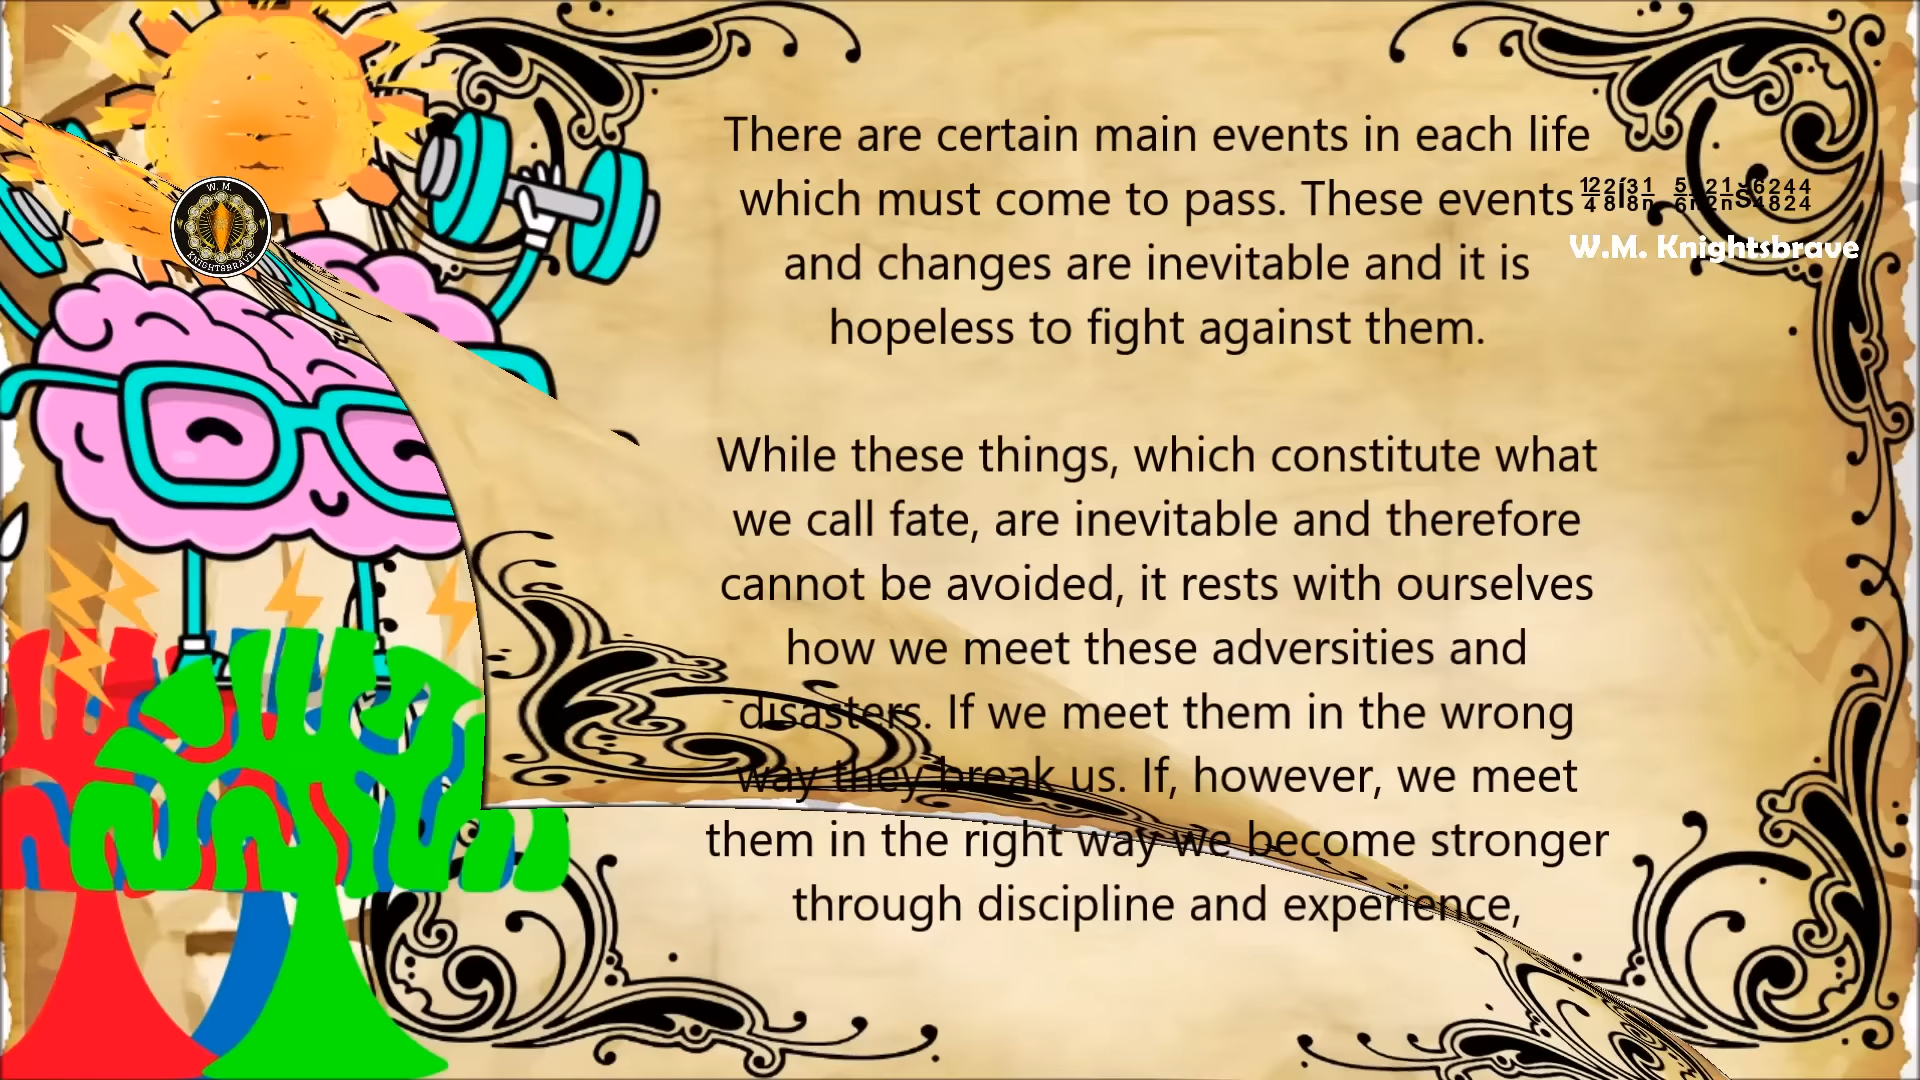 There are certain main events in each life
which must come to pass. These events
and changes are inevitable and it is
hopeless to fight against them.
While these things, which constitute what
we call fate, are inevitable and therefore
cannot be avoided, it rests with ourselves
how we meet these adversities and
disasters. If we meet them in the wrong
way they break us. If, however, we meet
them in the right way we become stronger
through discipline and experience,
W.M. Knightsbrave
W. M.
KNIGHTSBRAVE